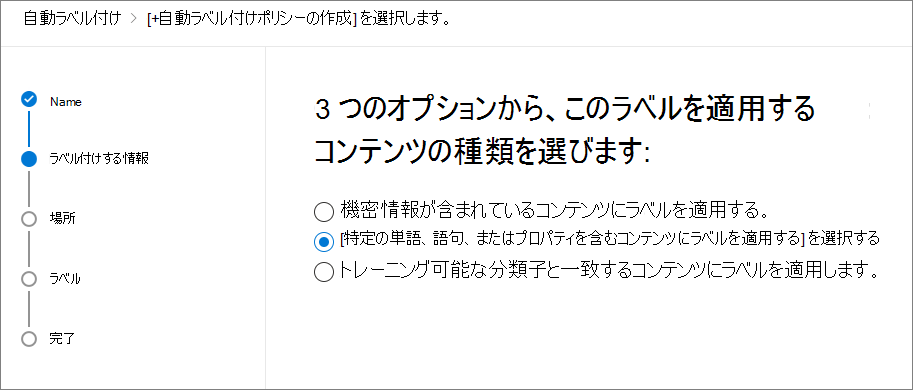 自動ラベル付け > [+自動ラベル付けポリシーの作成] を選択します。
Name
ラベル付けする情報
場所
ラベル
完了
3 つのオプションから、このラベルを適用する
コンテンツの種類を選びます:
機密情報が含まれているコンテンツにラベルを適用する。
[特定の単語、語句、またはプロパティを含むコンテンツにラベルを適用する] を選択する
トレーニング可能な分類子と一致するコンテンツにラベルを適用します。